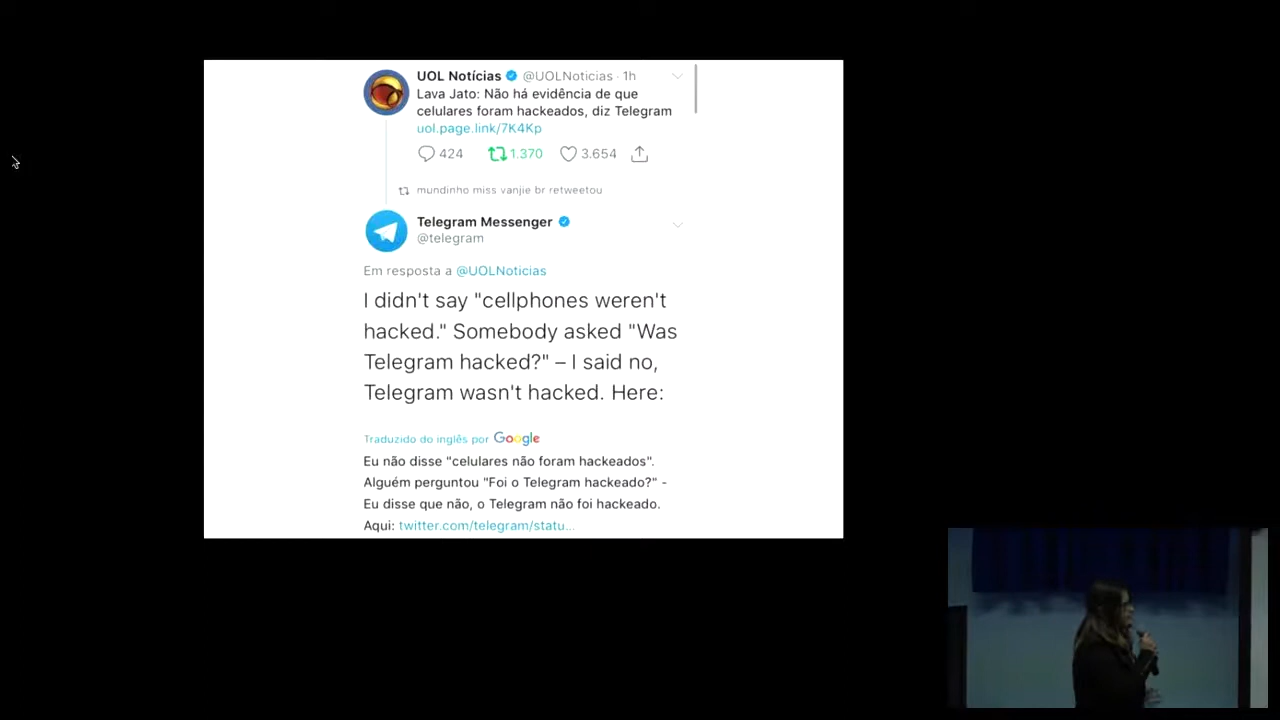 UOL Notícias @UOLNoticias · 1h
Lava Jato: Não há evidência de que
celulares foram hackeados, diz Telegram
uol.page.link/7K4Kp
424 1.370 3.654
mundinho miss vanjie br retweetou
Telegram Messenger
@telegram
Em resposta a @UOLNoticias
I didn't say "cellphones weren't
hacked." Somebody asked "Was
Telegram hacked?" – I said no,
Telegram wasn't hacked. Here:
Traduzido do inglês por Google
Eu não disse "celulares não foram hackeados".
Alguém perguntou "Foi o Telegram hackeado?" -
Eu disse que não, o Telegram não foi hackeado.
Aqui: twitter.com/telegram/statu...